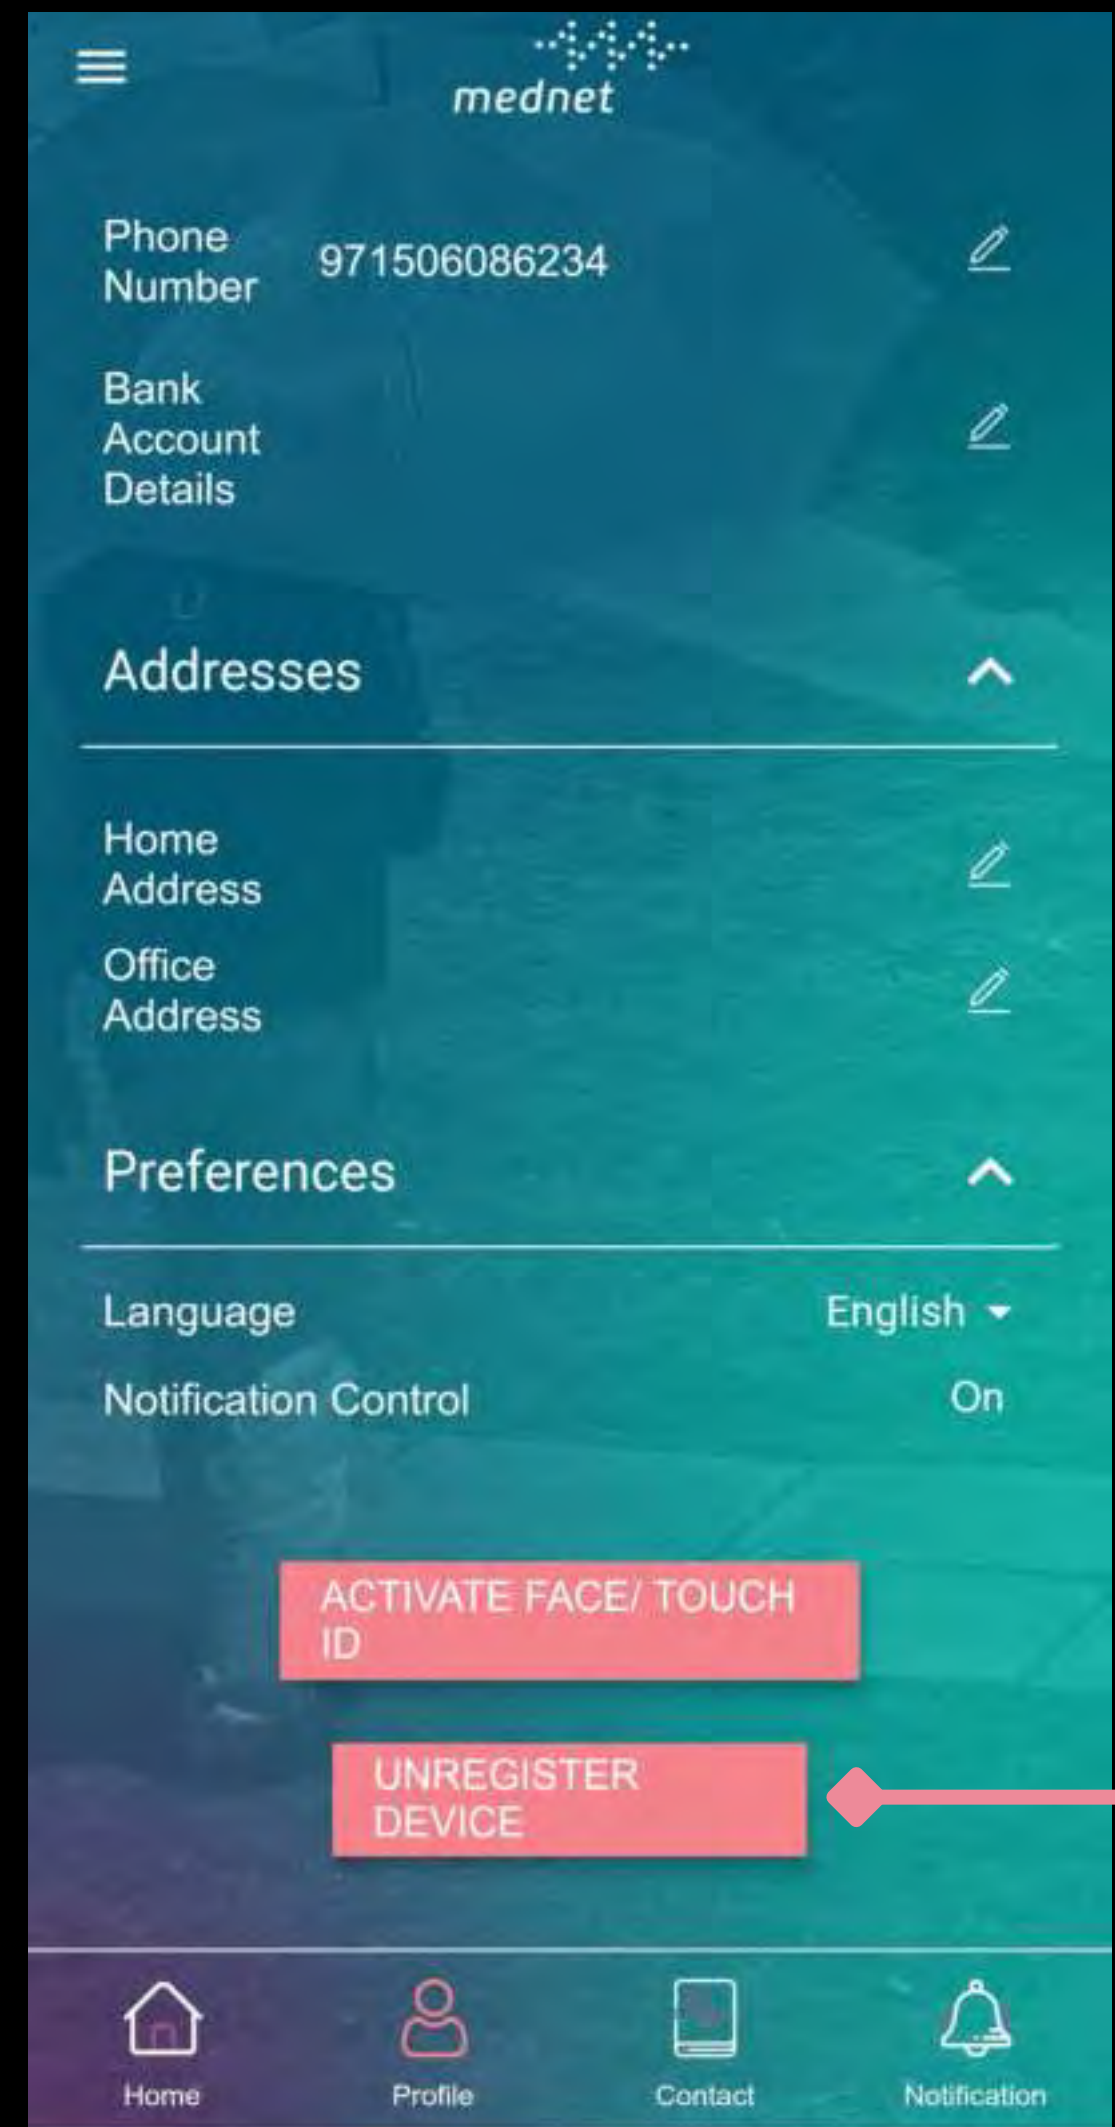 mednet
Phone
Number
971506086234
Bank
Account
Details
Addresses
Home
Address
Office
Address
Preferences
Language
English
Notification Control
On
ACTIVATE FACE/ TOUCH
ID
UNREGISTER
DEVICE
Home
Profile
Contact
Notification